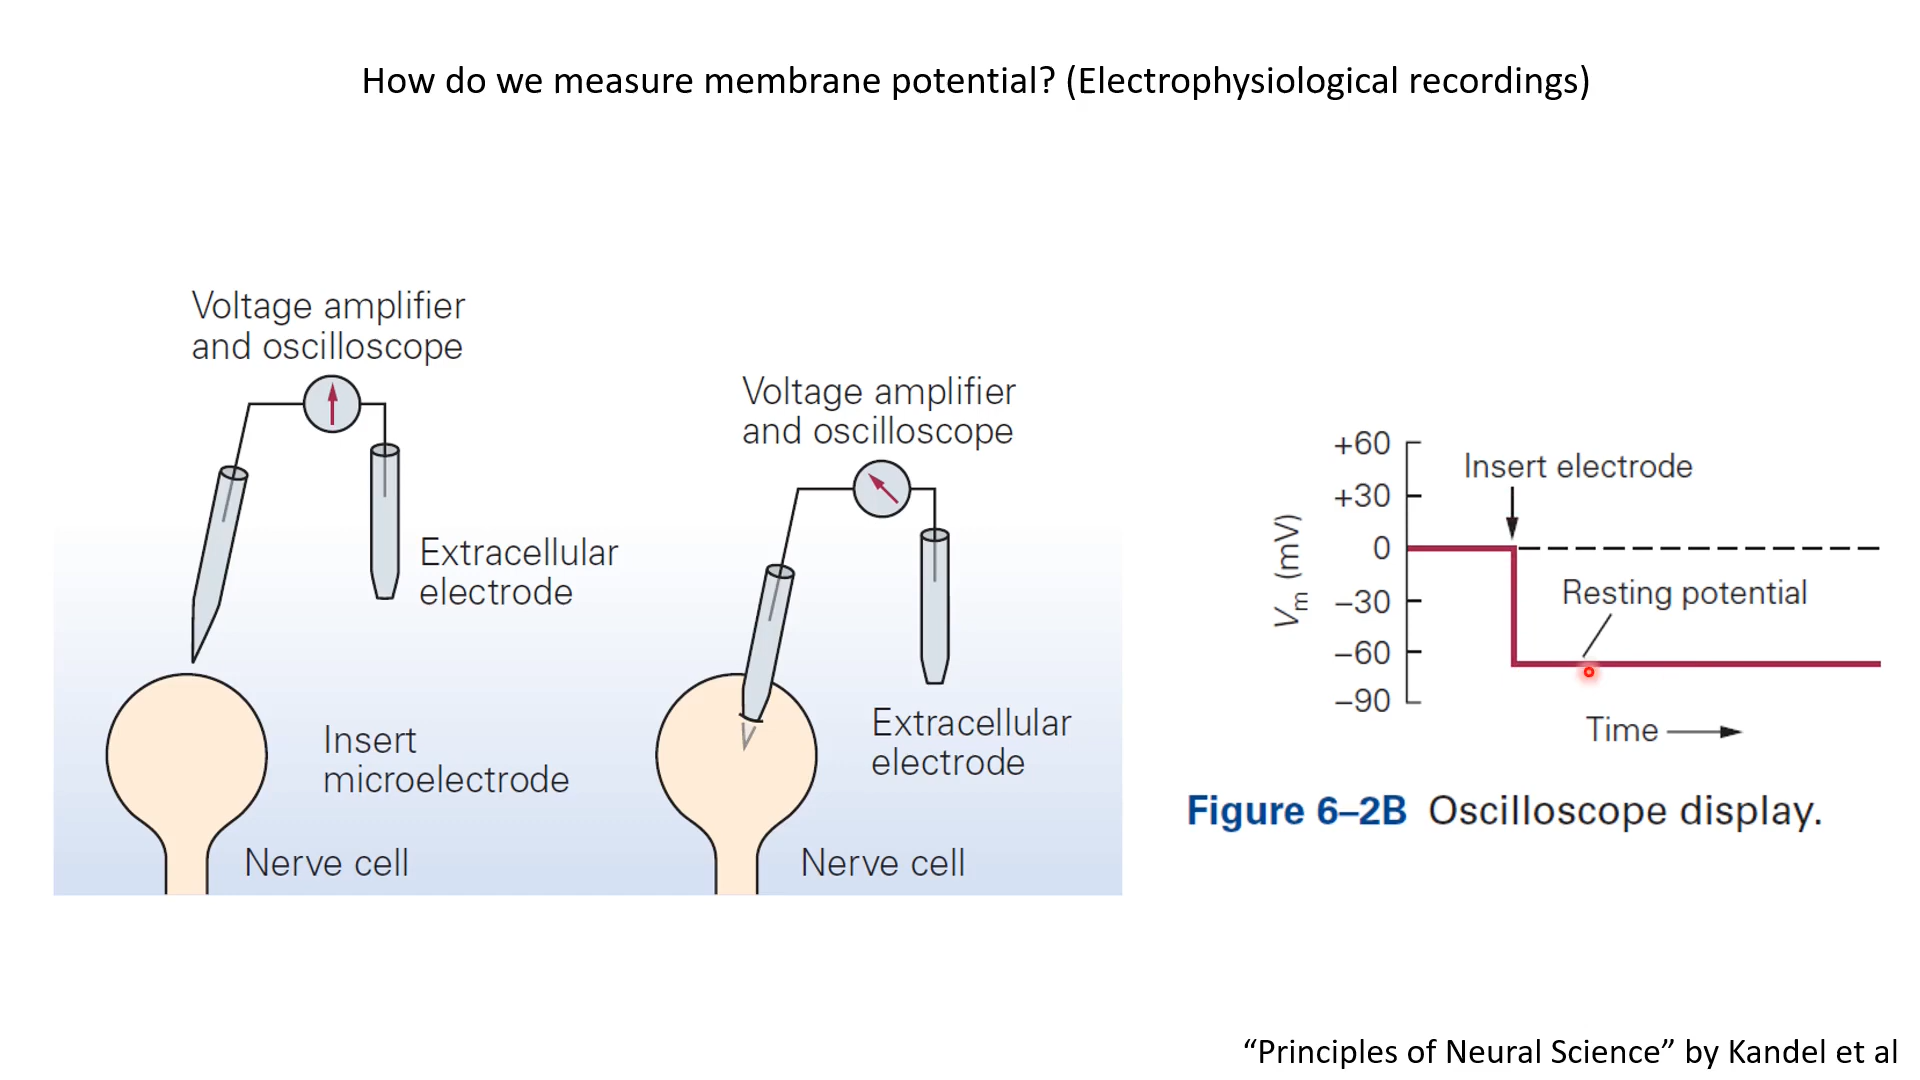 How do we measure membrane potential? (Electrophysiological recordings)
Voltage amplifier
and oscilloscope
Extracellular
electrode
Insert
microelectrode
Nerve cell
Voltage amplifier
and oscilloscope
Extracellular
electrode
Nerve cell
+60
+30
0
−30
−60
−90
Vm (mV)
Insert electrode
Resting potential
Time
Figure 6–2B Oscilloscope display.
“Principles of Neural Science” by Kandel et al